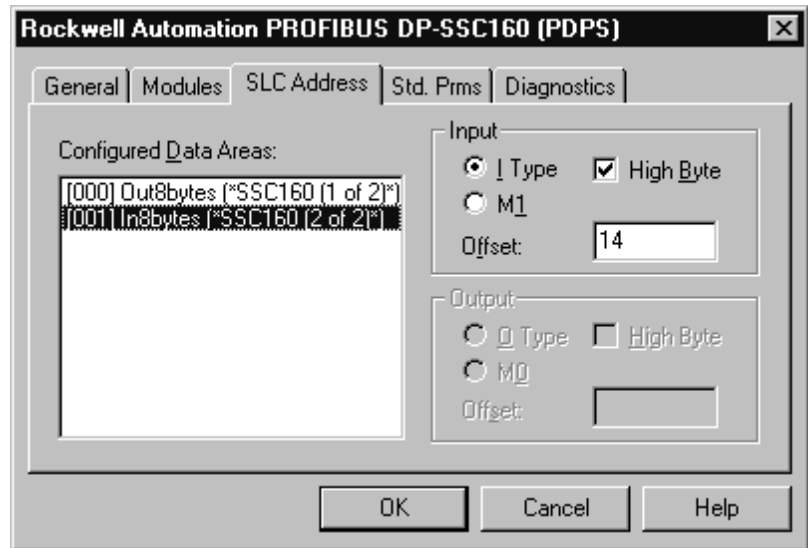 Rockwell Automation PROFIBUS DP-SSC160 (PDPS)
General Modules SLC Address Std. Prms Diagnostics
Configured Data Areas:
[000] Out8bytes (*SSC160 (1 of 2)*)
[001] In8bytes (*SSC160 (2 of 2)*)
Input
I Type High Byte
M1
Offset: 14
Output
O Type High Byte
M0
Offset:
OK Cancel Help